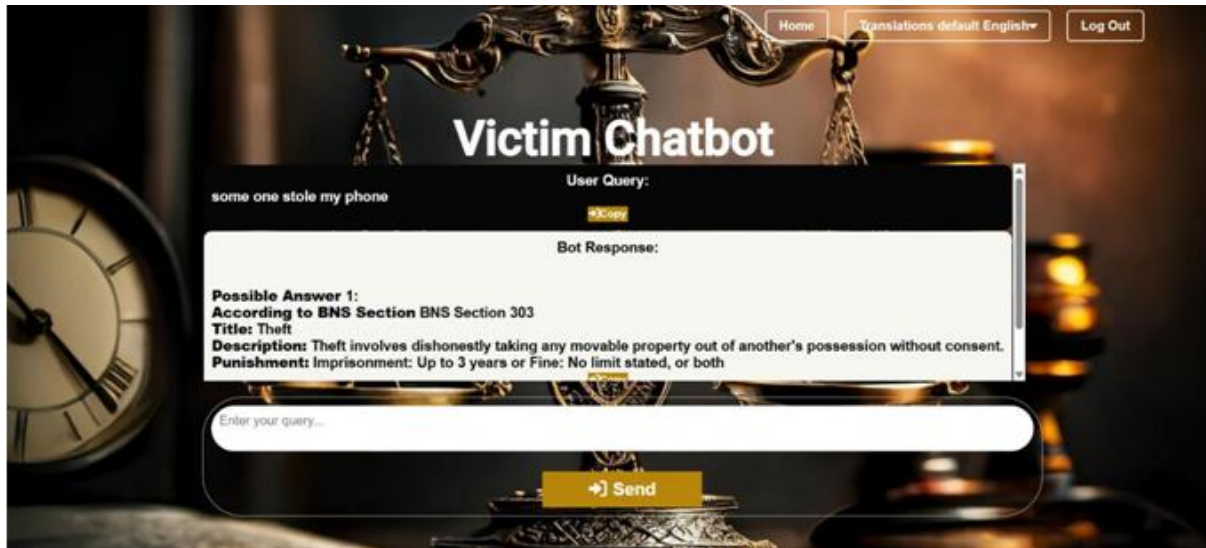 Home
Translations default English
Log Out
Victim Chatbot
User Query:
some one stole my phone
Copy
Bot Response:
Possible Answer 1:
According to BNS Section BNS Section 303
Title: Theft
Description: Theft involves dishonestly taking any movable property out of another's possession without consent.
Punishment: Imprisonment: Up to 3 years or Fine: No limit stated, or both
Enter your query...
Send